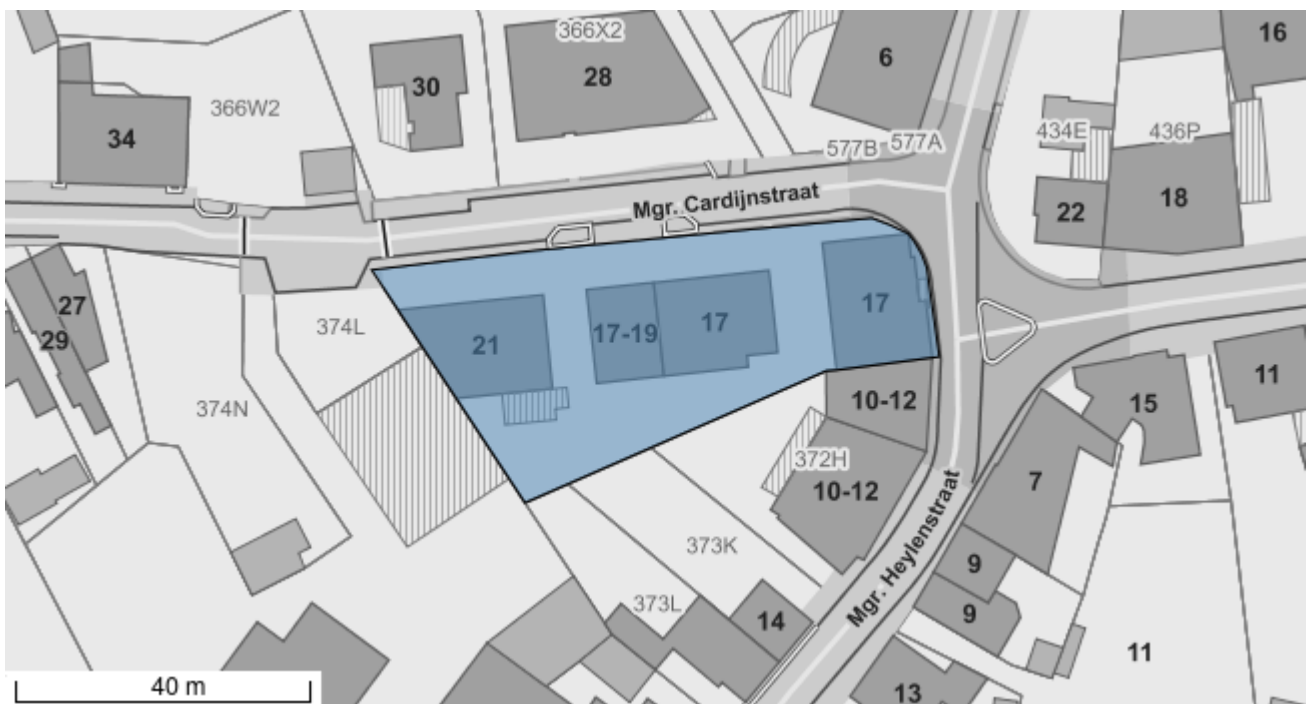 366X2
16
6
28
30
366W2
34
577A
577B
434E
436P
18
22
Mgr. Cardijnstraat
27
29
374L
21
17-19
17
17
11
15
374N
10-12
372H
10-12
7
373K
Mgr. Heylenstraat
9
9
373L
14
11
13
40 m